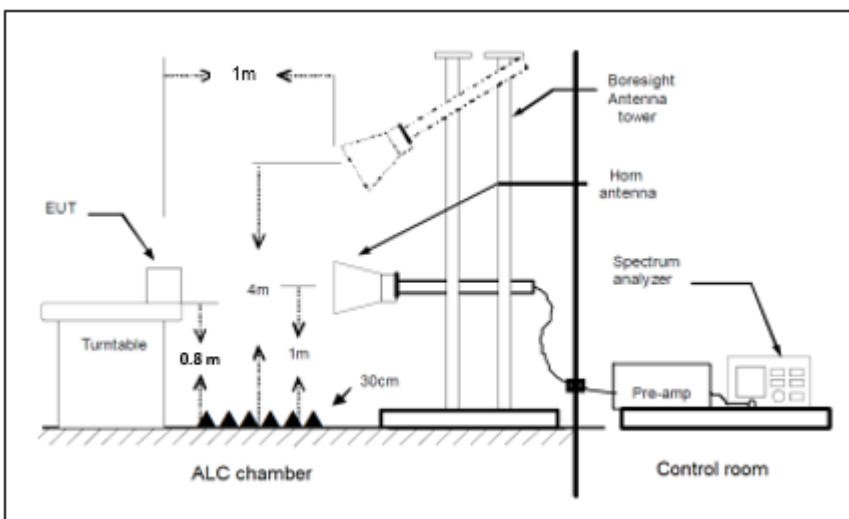 1m
Boresight
Antenna
tower
Horn
antenna
EUT
Spectrum
analyzer
4m
Turntable
0.8 m
1m
30cm
Pre-amp
ALC chamber
Control room